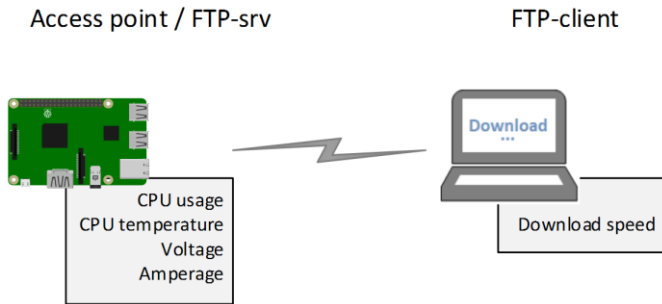 Access point / FTP-srv
FTP-client
Download
...
CPU usage
CPU temperature
Voltage
Amperage
Download speed